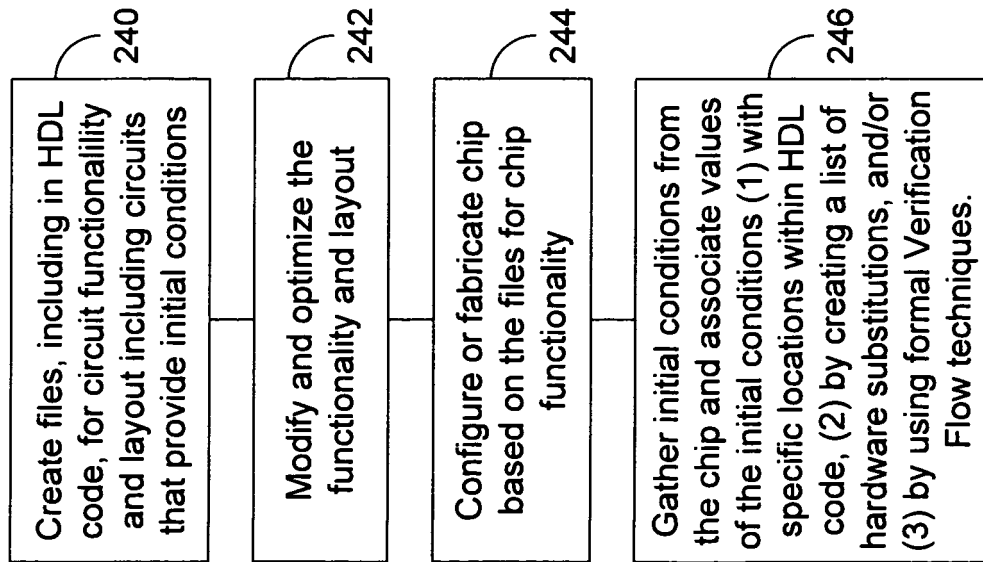 240
Create files, including in HDL
code, for circuit functionalility
and layout including circuits
that provide initial conditions
242
Modify and optimize the
functionality and layout
244
Configure or fabricate chip
based on the files for chip
functionality
246
Gather initial conditions from
the chip and associate values
of the initial conditions (1) with
specific locations within HDL
code, (2) by creating a list of
hardware substitutions, and/or
(3) by using formal Verification
Flow techniques.